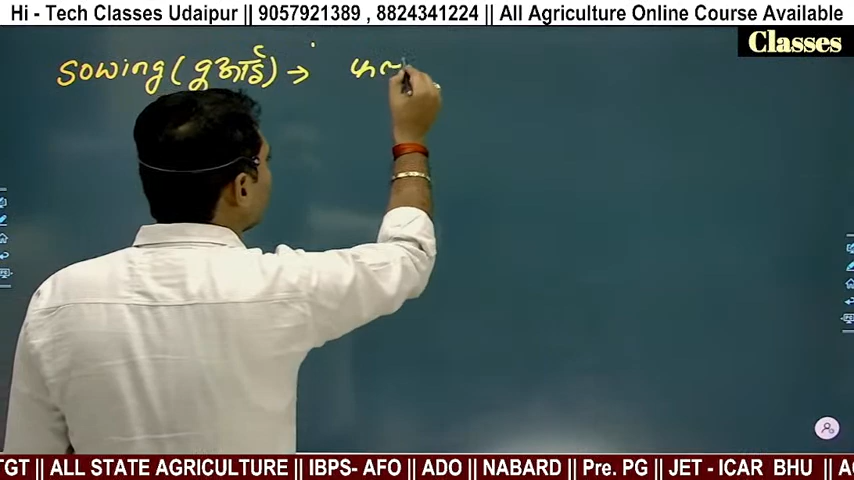 Hi - Tech Classes Udaipur || 9057921389 , 8824341224 || All Agriculture Online Course Available
Classes
Sowing (बुआई) →
TGT || ALL STATE AGRICULTURE || IBPS- AFO || ADO || NABARD || Pre. PG || JET - ICAR BHU ||